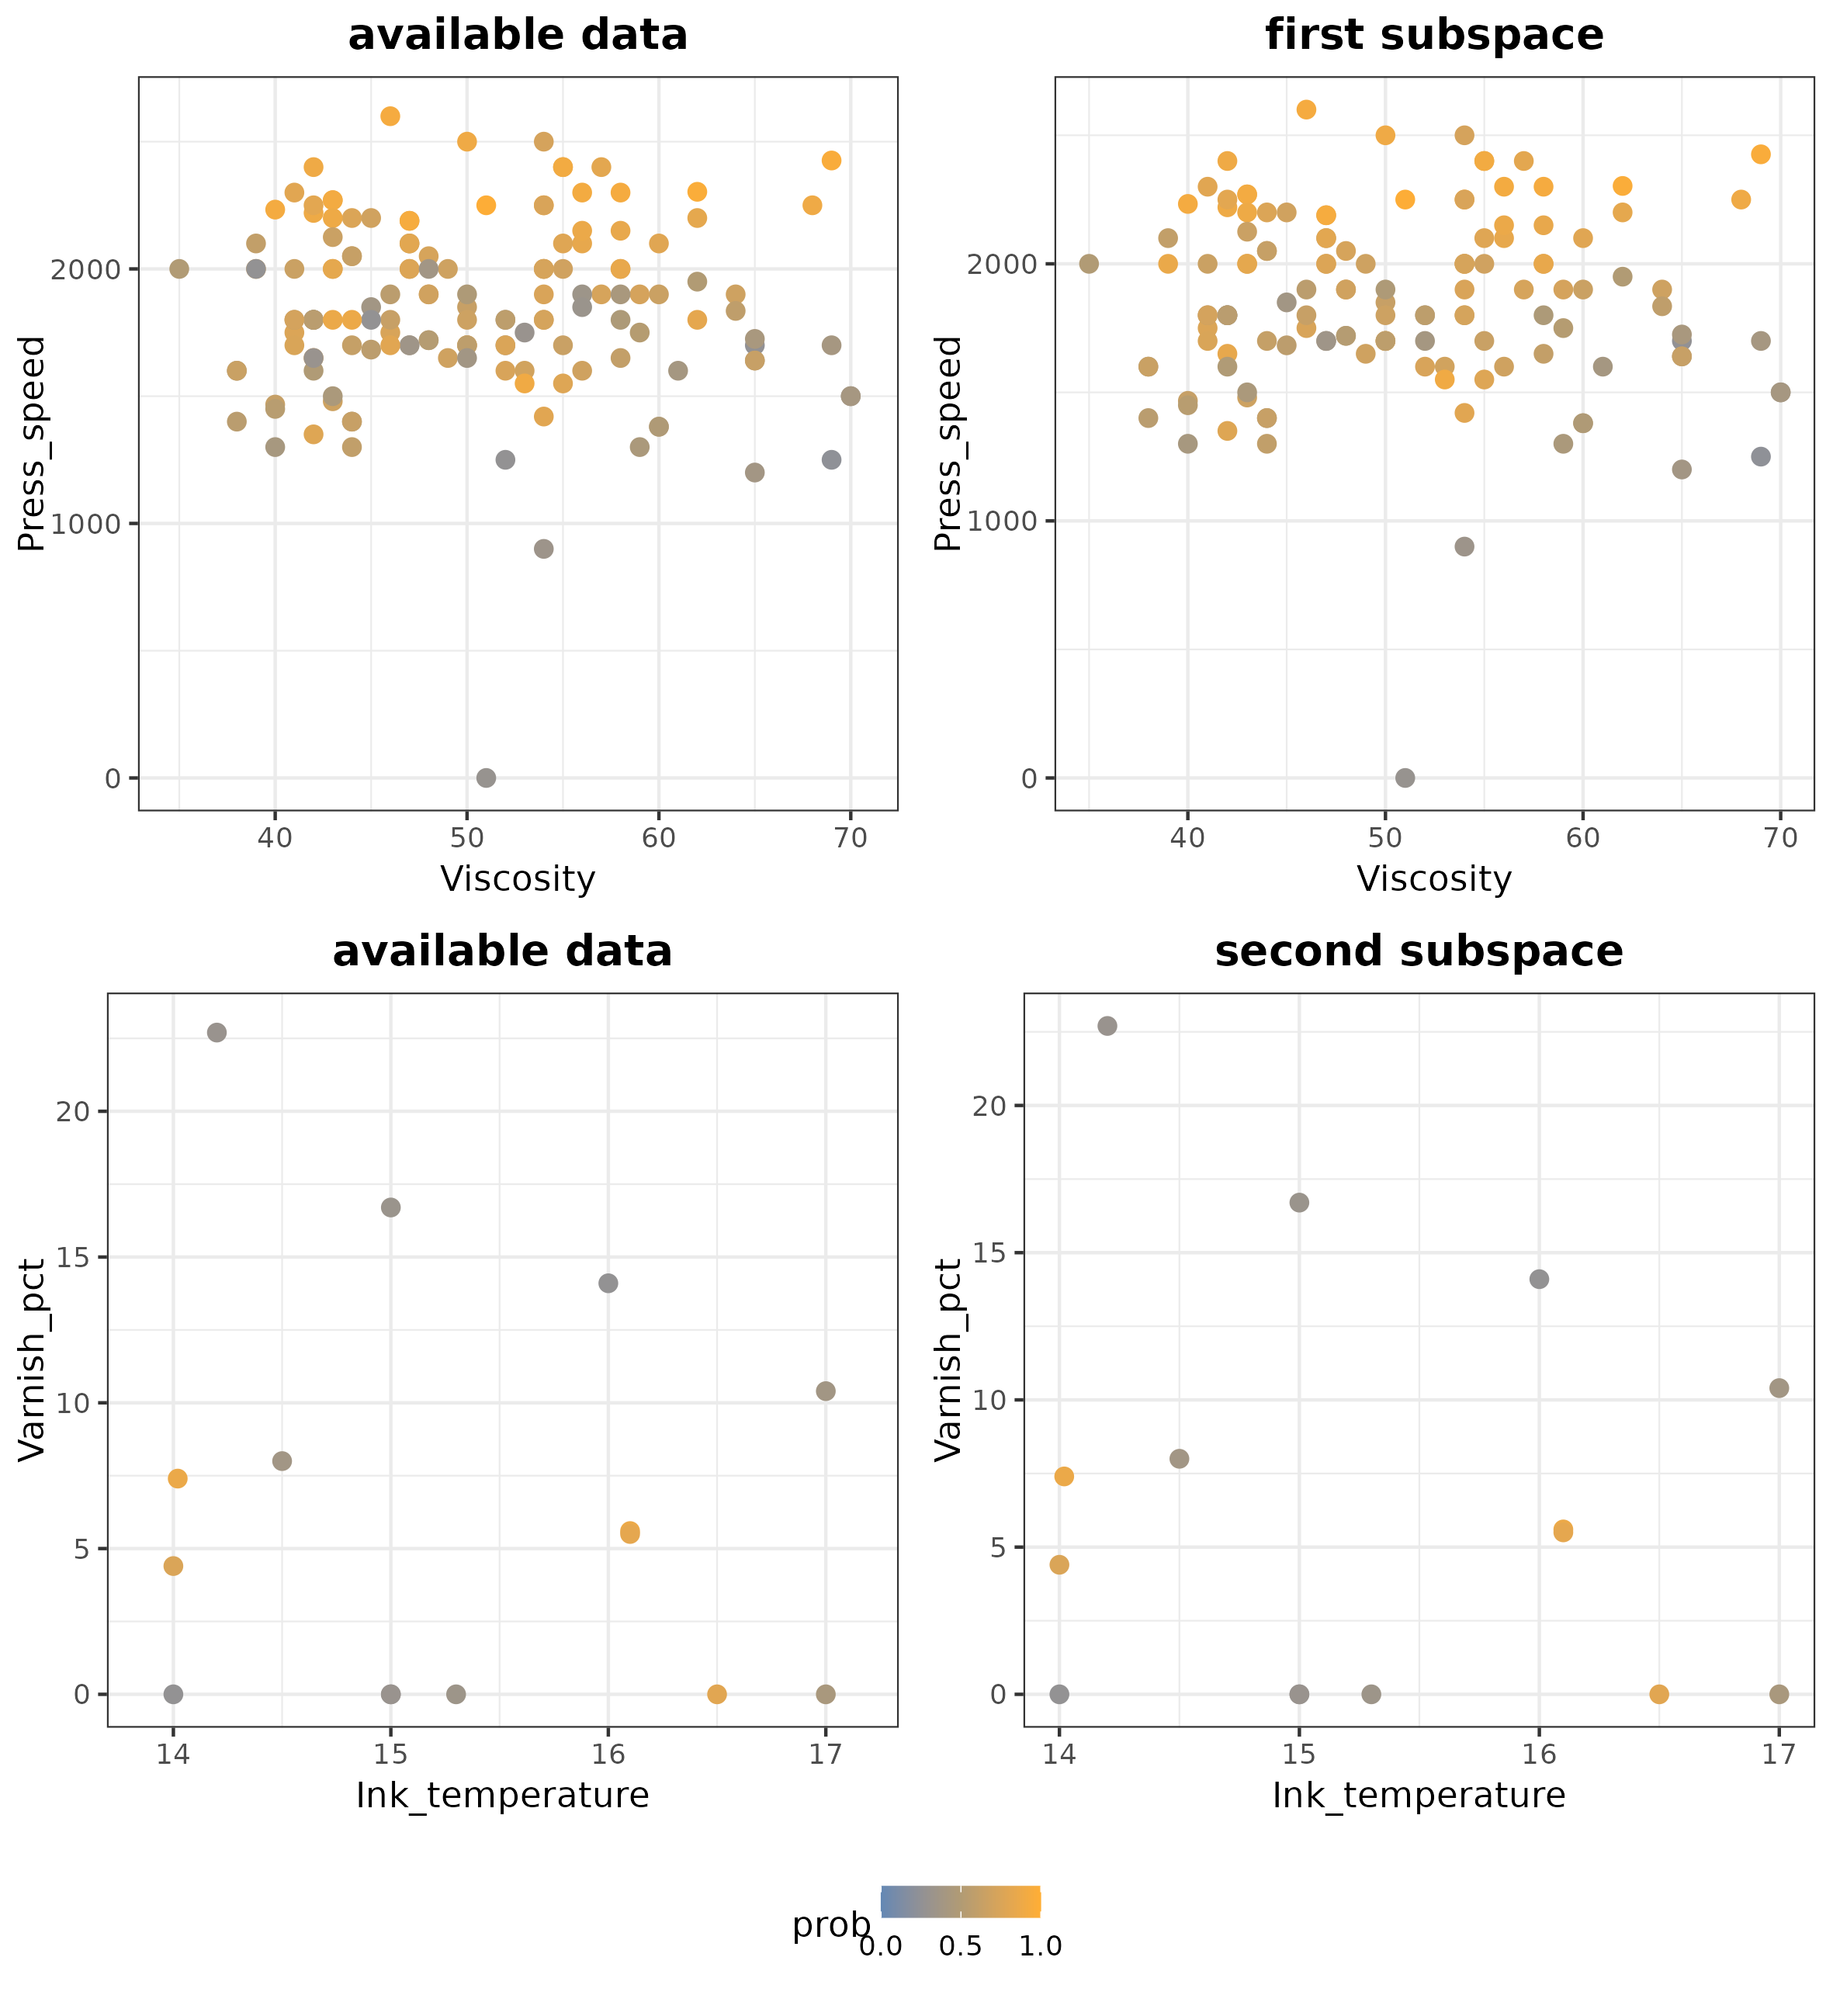 available data
first subspace
Press_speed
2000
1000
0
40 50 60 70
Viscosity
Press_speed
2000
1000
0
40 50 60 70
Viscosity
available data
second subspace
Varnish_pct
20
15
10
5
0
14 15 16 17
Ink_temperature
Varnish_pct
20
15
10
5
0
14 15 16 17
Ink_temperature
prob
0.0 0.5 1.0